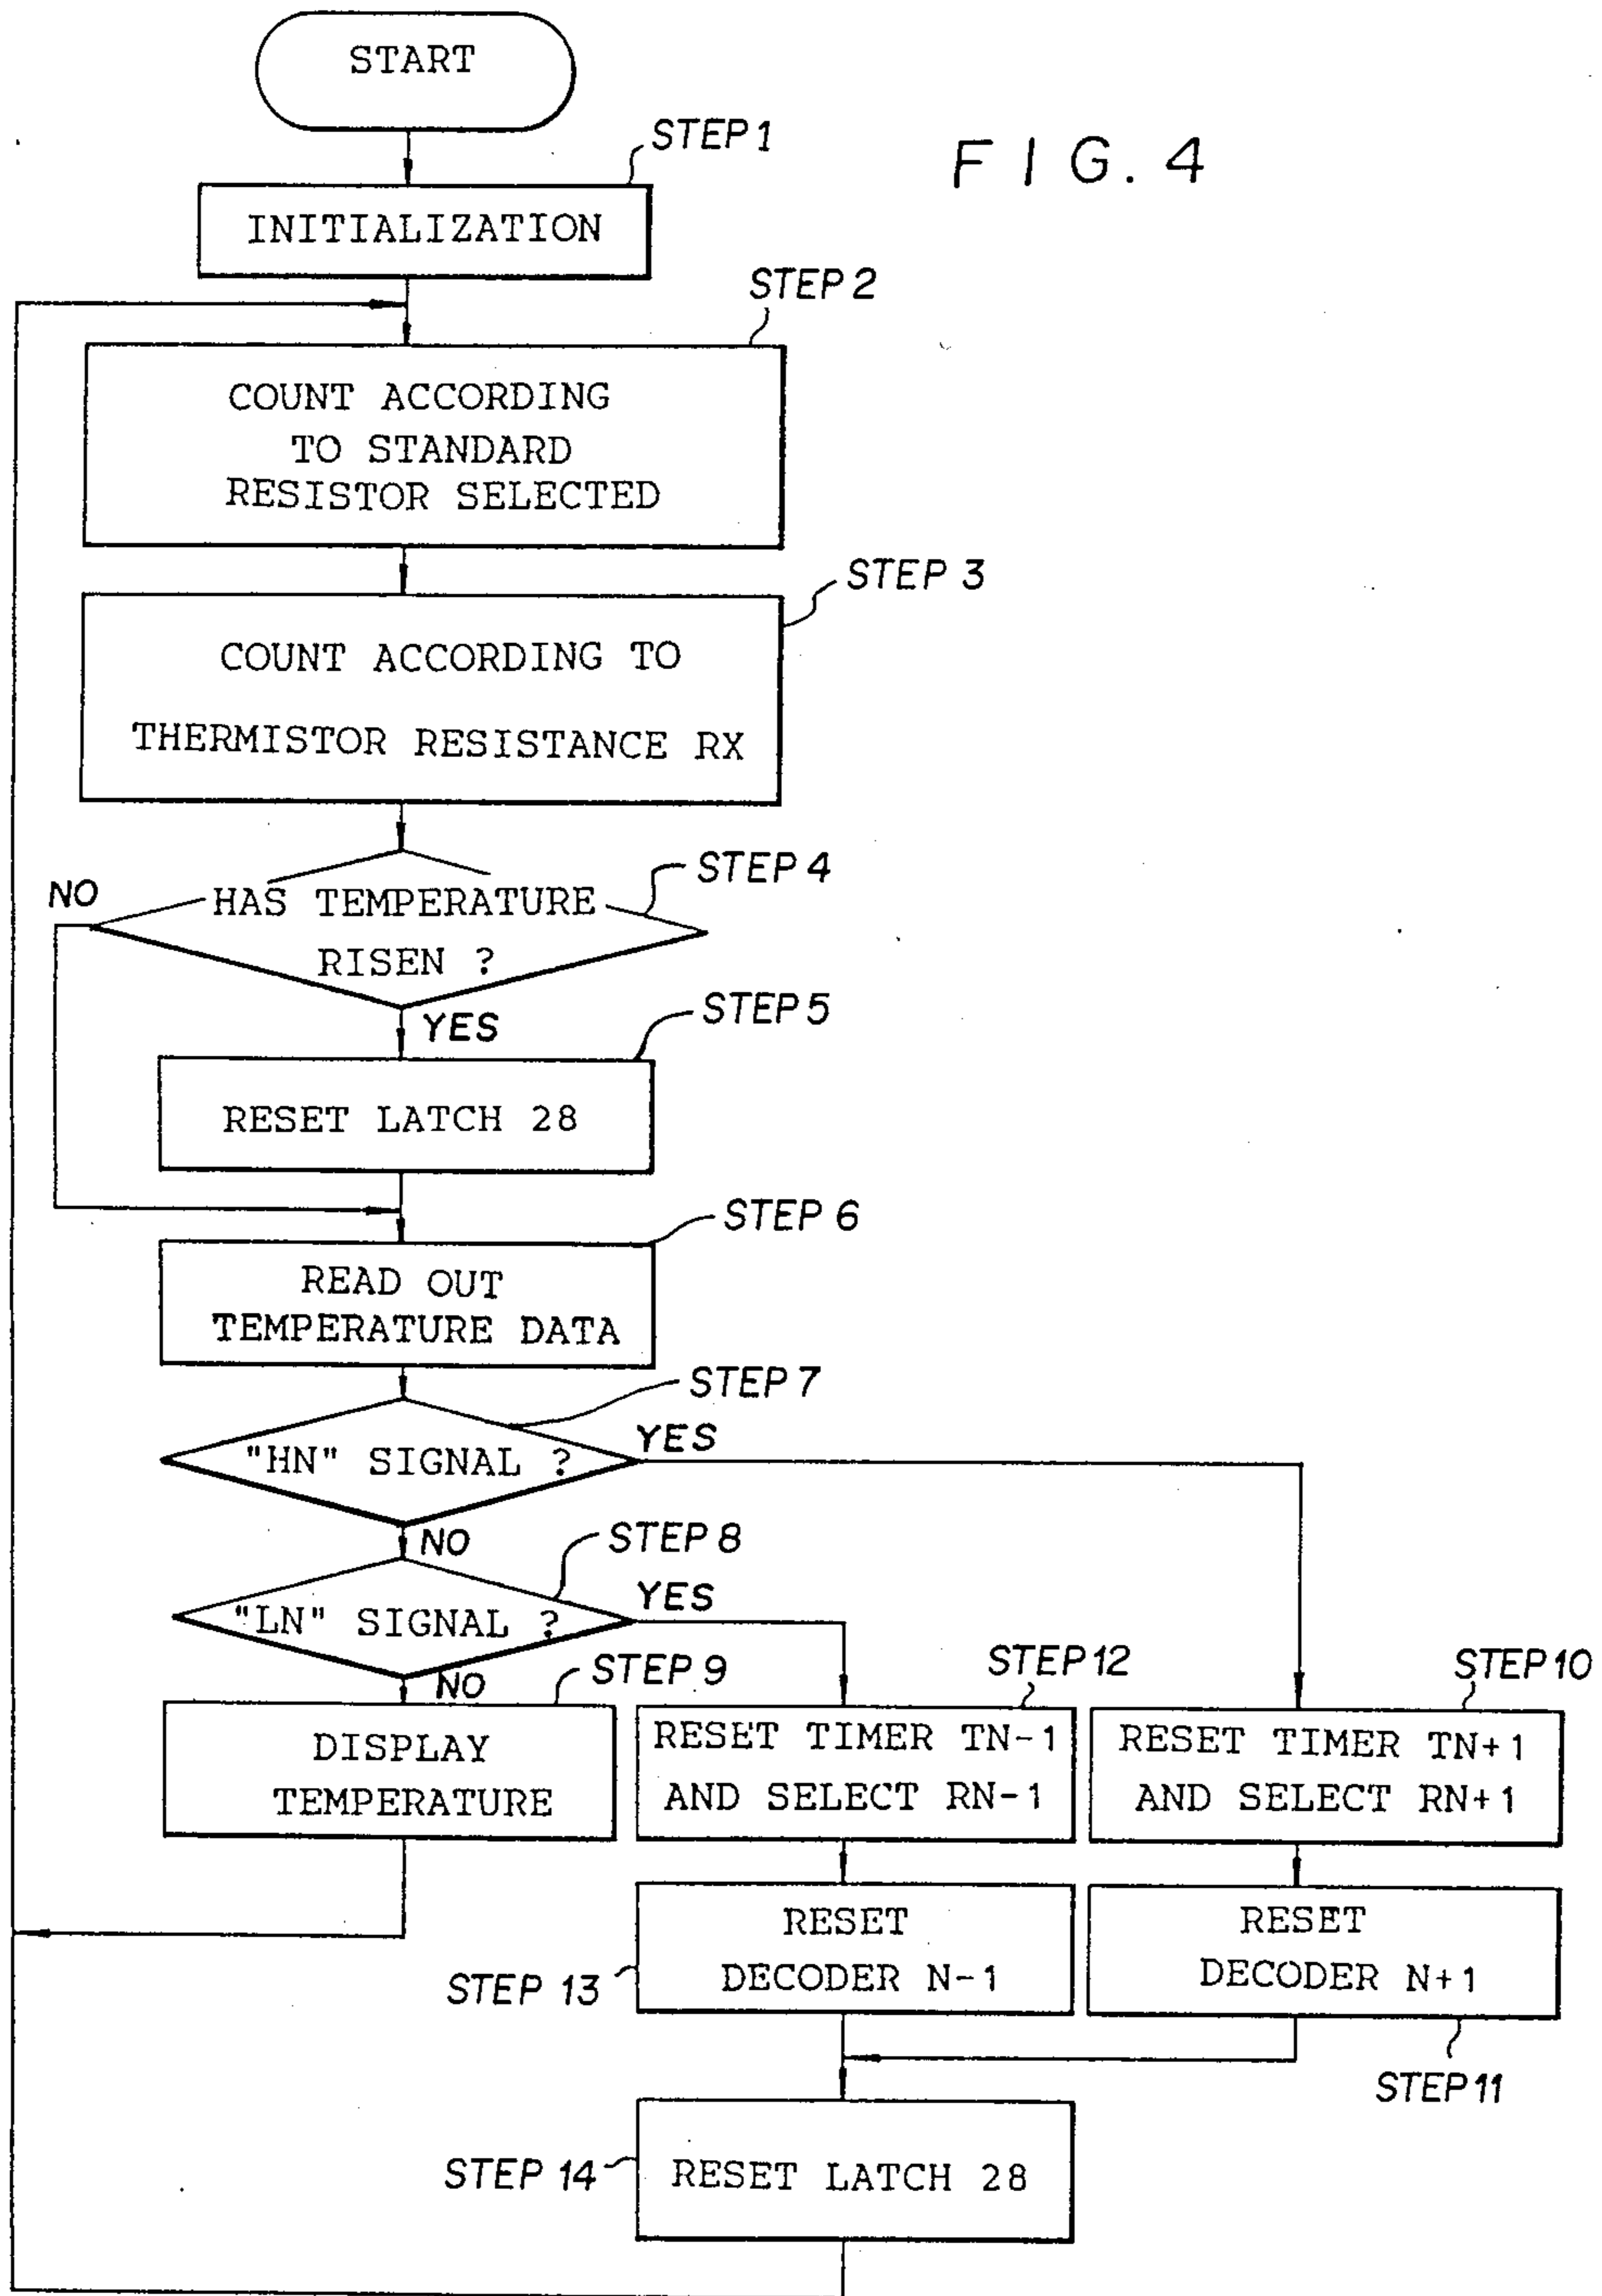 START
STEP 1
FIG. 4
INITIALIZATION
STEP 2
COUNT ACCORDING
TO STANDARD
RESISTOR SELECTED
STEP 3
COUNT ACCORDING TO
THERMISTOR RESISTANCE RX
STEP 4
NO
HAS TEMPERATURE
RISEN ?
YES
STEP 5
RESET LATCH 28
STEP 6
READ OUT
TEMPERATURE DATA
STEP 7
"HN" SIGNAL ?
YES
NO
STEP 8
"LN" SIGNAL ?
YES
NO
STEP 9
DISPLAY
TEMPERATURE
STEP 12
RESET TIMER TN-1
AND SELECT RN-1
STEP 10
RESET TIMER TN+1
AND SELECT RN+1
STEP 13
RESET
DECODER N-1
RESET
DECODER N+1
STEP 11
STEP 14
RESET LATCH 28